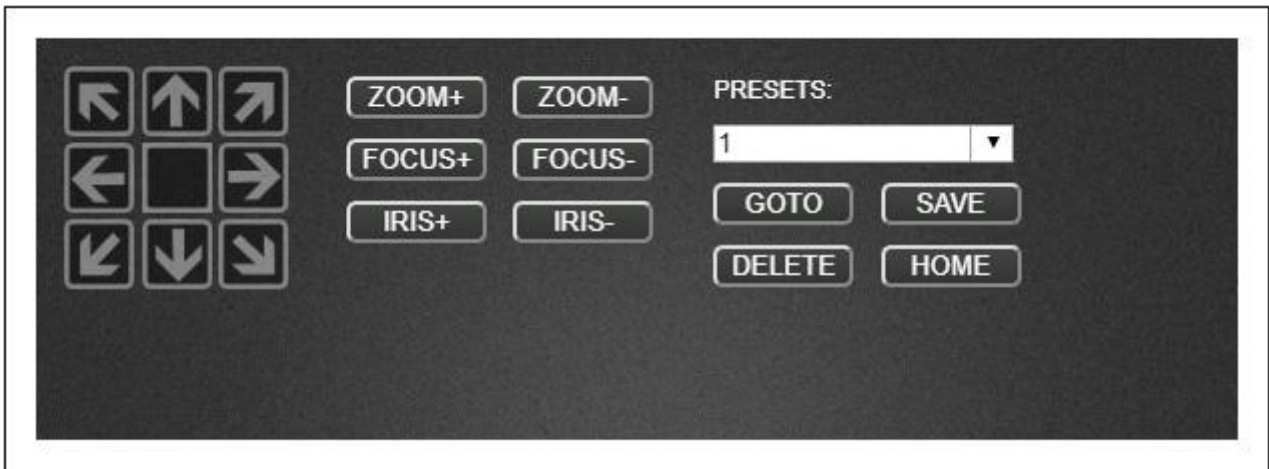 ZOOM+ ZOOM-
FOCUS+ FOCUS-
IRIS+ IRIS-
PRESETS:
1
GOTO SAVE
DELETE HOME